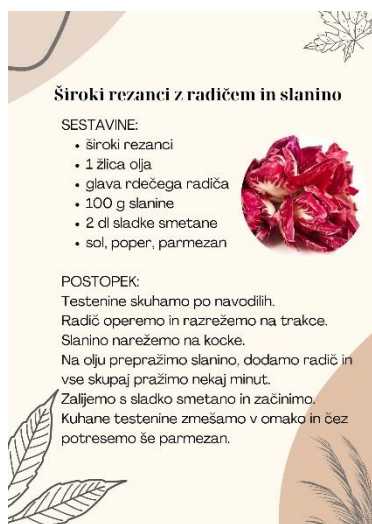 Široki rezanci z radičem in slanino
SESTAVINE:
• široki rezanci
• 1 žlica olja
• glava rdečega radiča
• 100 g slanine
• 2 dl sladke smetane
• sol, poper, parmezan
POSTOPEK:
Testenine skuhamo po navodilih.
Radič operemo in razrežemo na trakce.
Slanino narežemo na kocke.
Na olju prepražimo slanino, dodamo radič in
vse skupaj pražimo nekaj minut.
Zalijemo s sladko smetano in začinimo.
Kuhane testenine zmešamo v omako in čez
potresemo še parmezan.